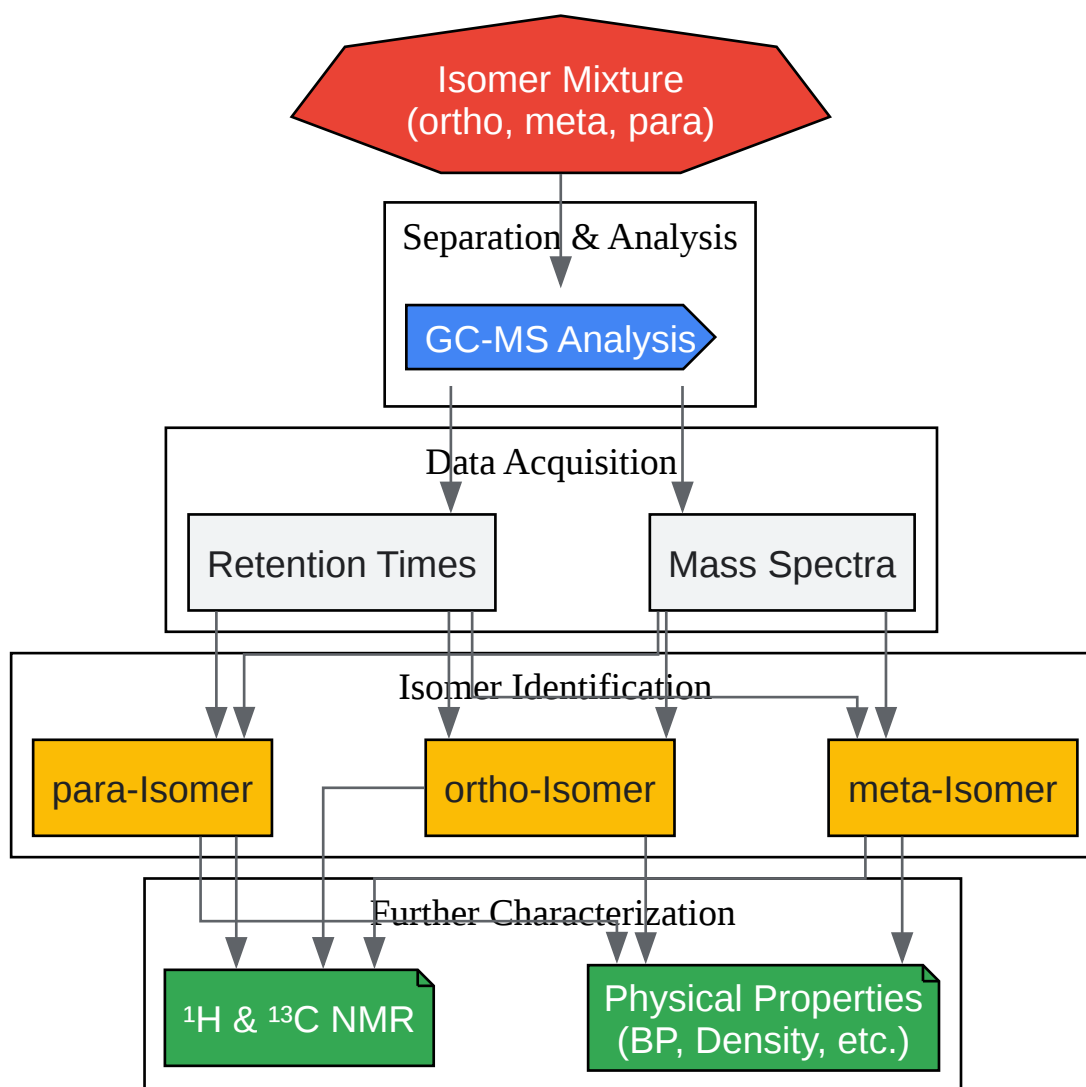 Isomer Mixture
(ortho, meta, para)
Separation & Analysis
GC-MS Analysis
Data Acquisition
Retention Times
Mass Spectra
Isomer Identification
para-Isomer
ortho-Isomer
meta-Isomer
Further Characterization
¹H & ¹³C NMR
Physical Properties
(BP, Density, etc.)